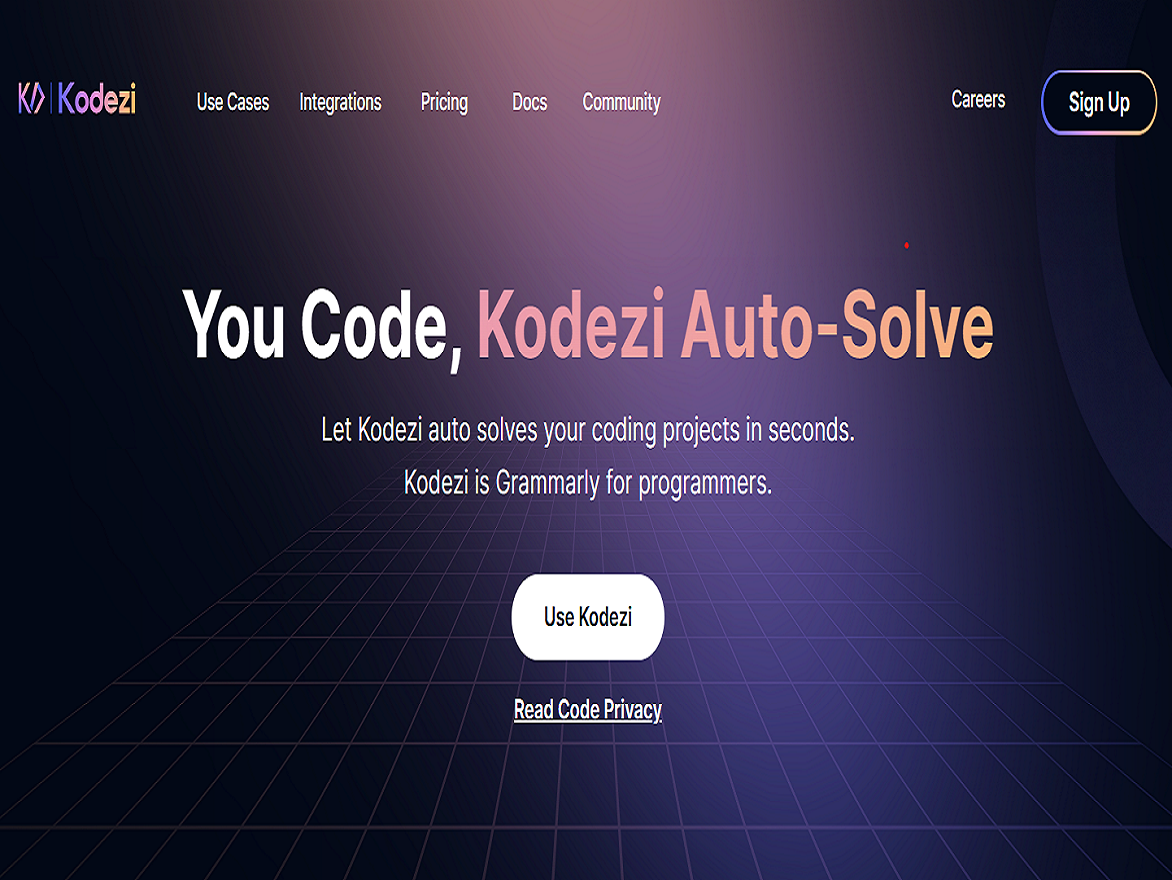 </> Kodezi
Use Cases Integrations Pricing Docs Community Careers Sign Up
You Code, Kodezi Auto-Solve
Let Kodezi auto solves your coding projects in seconds.
Kodezi is Grammarly for programmers.
Use Kodezi
Read Code Privacy